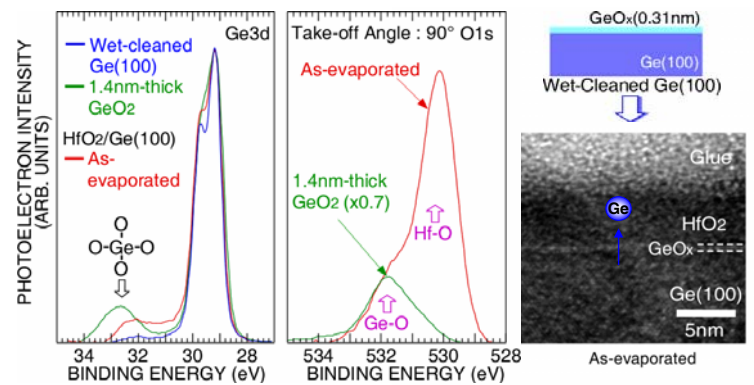 PHOTOELECTRON INTENSITY
(ARB. UNITS)
Wet-cleaned
Ge(100)
1.4nm-thick
GeO2
HfO2/Ge(100)
As-
evaporated
Ge3d
O
O-Ge-O
O
34 33 31 29
BINDING ENERGY (eV)
Take-off Angle : 90° O1s
As-evaporated
1.4nm-thick
GeO2 (x0.7)
Hf-O
Ge-O
534 532 530 528
BINDING ENERGY (eV)
GeOx(0.31nm)
Ge(100)
Wet-Cleaned Ge(100)
Glue
Ge
HfO2
GeOx
Ge(100)
5nm
As-evaporated